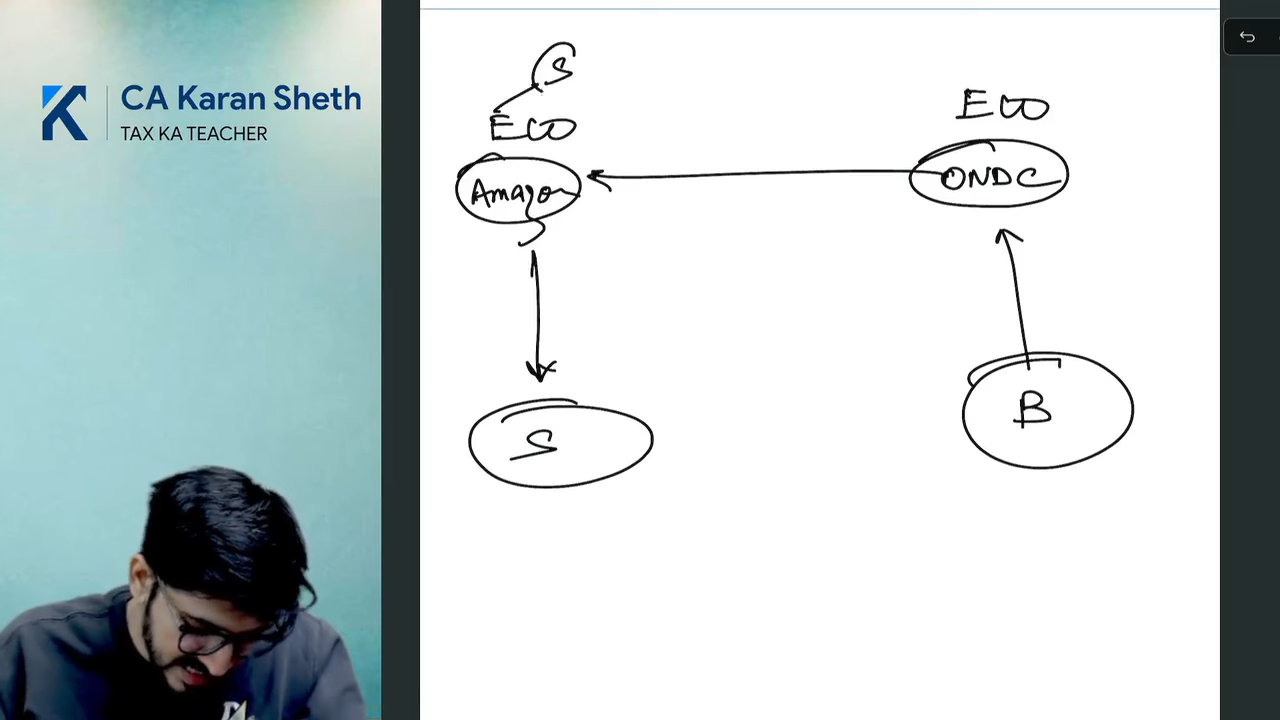 CA Karan Sheth
TAX KA TEACHER
S
ECO
Amazon
ECO
ONDC
S
B